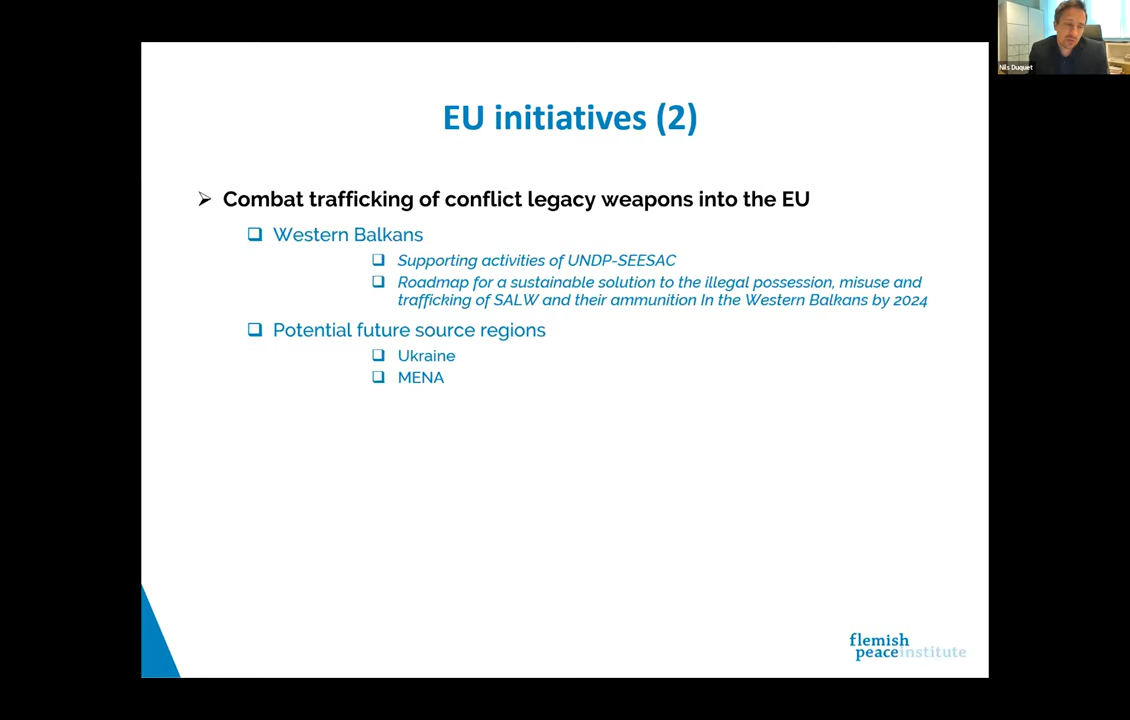 Nils Duquet
EU initiatives (2)
Combat trafficking of conflict legacy weapons into the EU
Western Balkans
Supporting activities of UNDP-SEESAC
Roadmap for a sustainable solution to the illegal possession, misuse and
trafficking of SALW and their ammunition In the Western Balkans by 2024
Potential future source regions
Ukraine
MENA
flemish
peaceinstitute